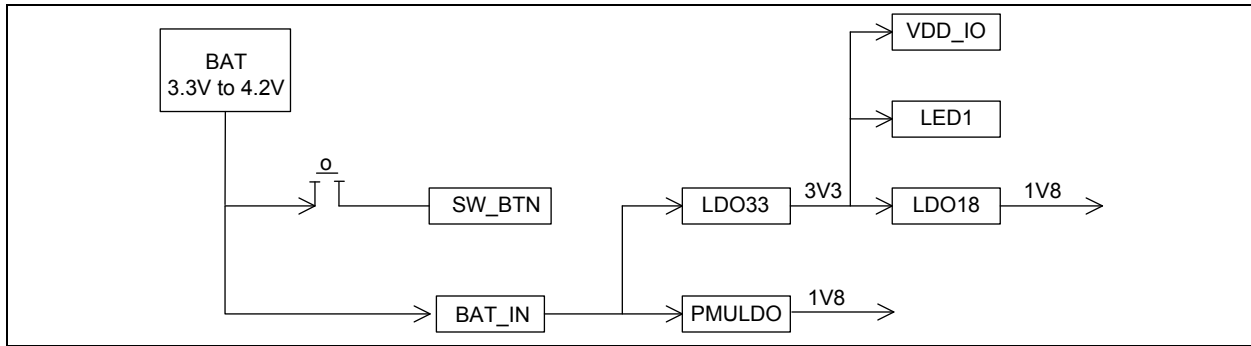 BAT
3.3V to 4.2V
VDD_IO
LED1
o
SW_BTN
LDO33
3V3
LDO18
1V8
BAT_IN
PMULDO
1V8